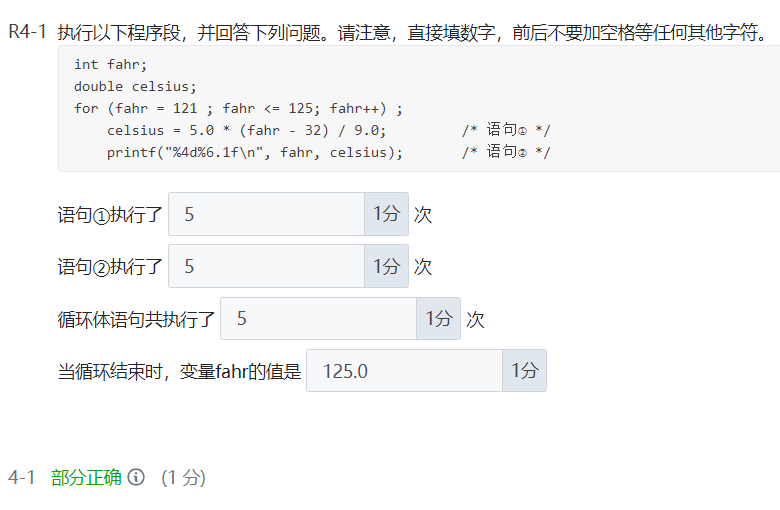 R4-1 执行以下程序段，并回答下列问题。请注意，直接填数字，前后不要加空格等任何其他字符。
int fahr;
double celsius;
for (fahr = 121 ; fahr <= 125; fahr++) ;
    celsius = 5.0 * (fahr - 32) / 9.0;         /* 语句① */
    printf("%4d%6.1f\n", fahr, celsius);       /* 语句② */
语句①执行了 5 1分 次
语句②执行了 5 1分 次
循环体语句共执行了 5 1分 次
当循环结束时，变量fahr的值是 125.0 1分
4-1 部分正确 (1 分)